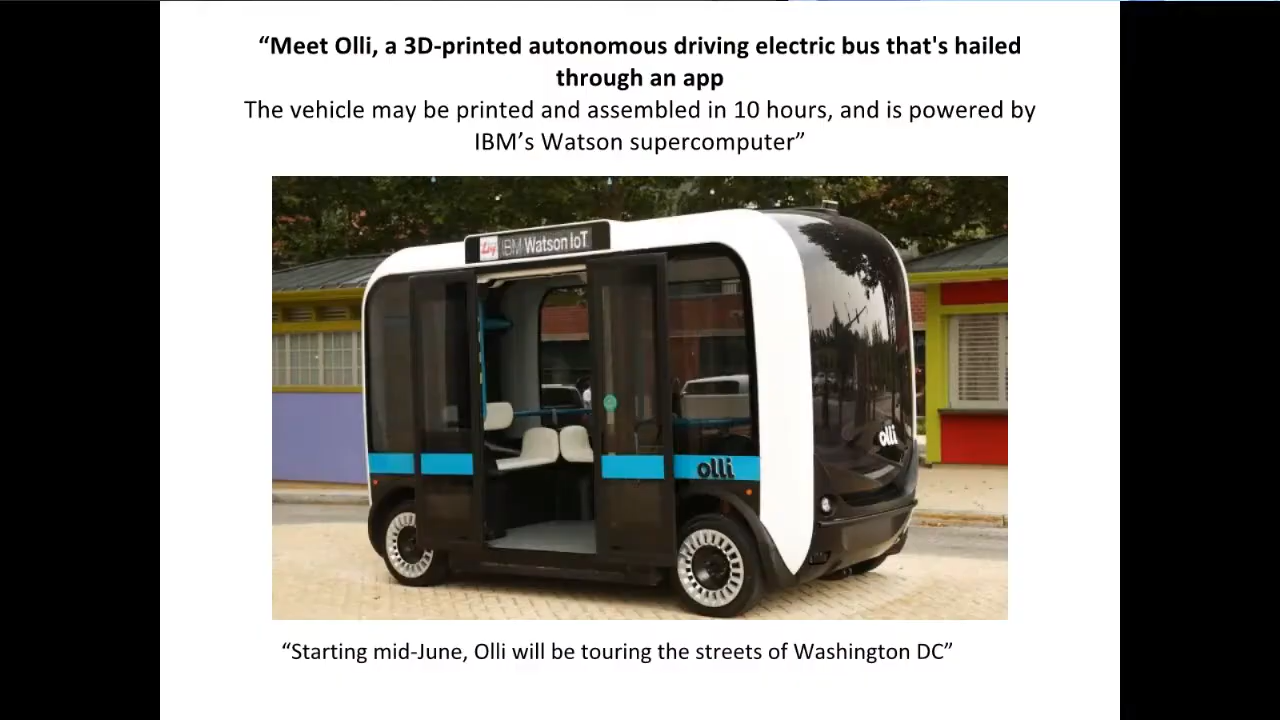 “Meet Olli, a 3D-printed autonomous driving electric bus that's hailed
through an app
The vehicle may be printed and assembled in 10 hours, and is powered by
IBM’s Watson supercomputer”
IBM Watson IoT
olli
olli
“Starting mid-June, Olli will be touring the streets of Washington DC”